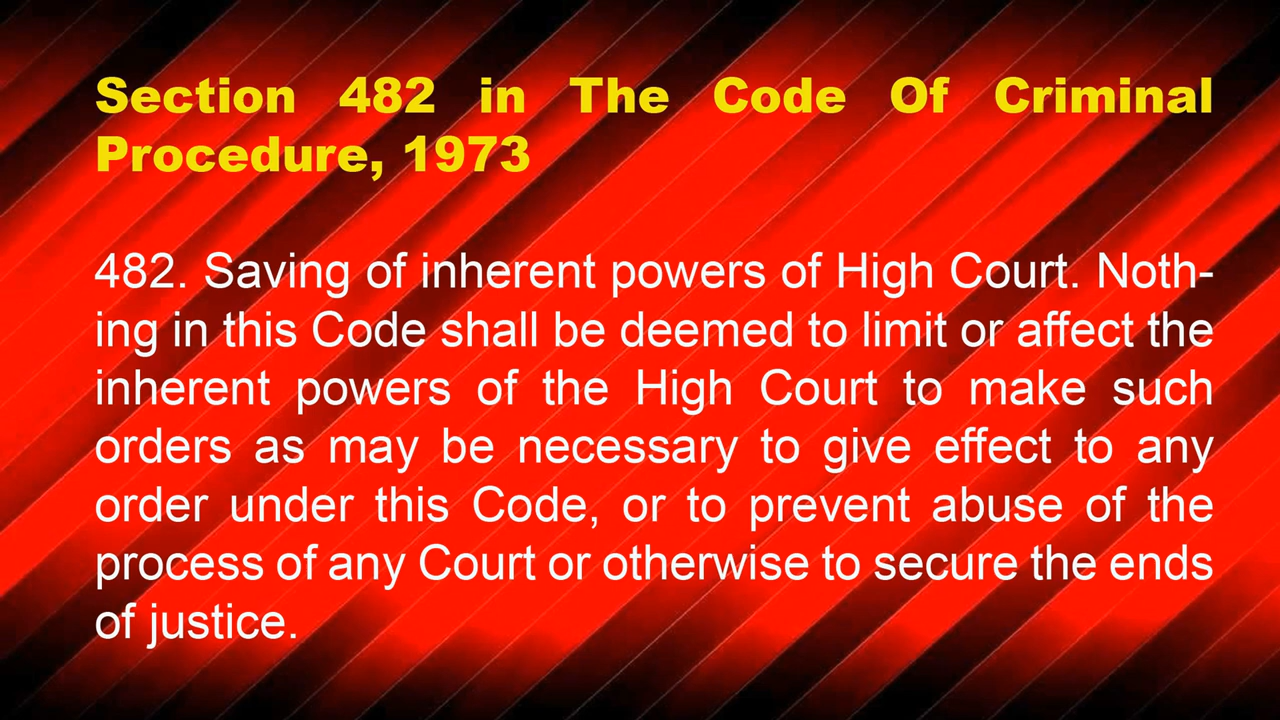 Section 482 in The Code Of Criminal
Procedure, 1973
482. Saving of inherent powers of High Court. Noth-
ing in this Code shall be deemed to limit or affect the
inherent powers of the High Court to make such
orders as may be necessary to give effect to any
order under this Code, or to prevent abuse of the
process of any Court or otherwise to secure the ends
of justice.